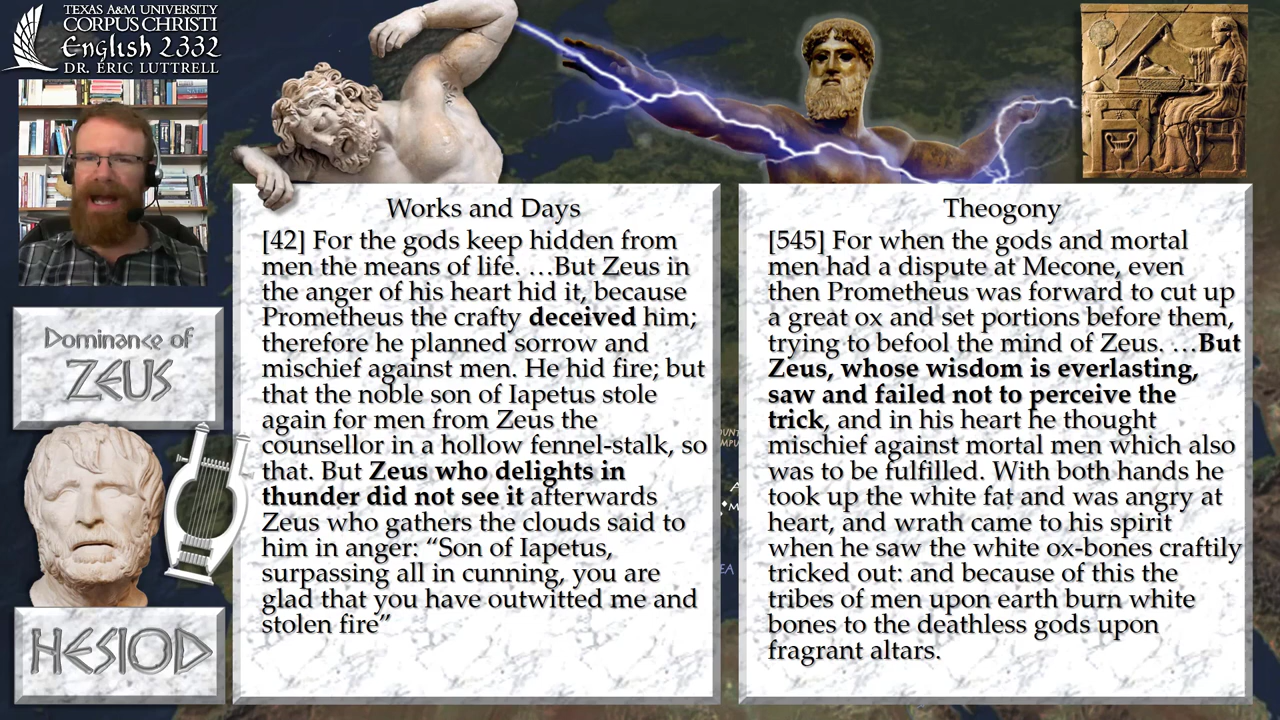 TEXAS A&M UNIVERSITY
CORPUS CHRISTI
English 2332
DR. ERIC LUTTRELL
Dominance of
ZEUS
HESIOD
Works and Days
[42] For the gods keep hidden from
men the means of life. …But Zeus in
the anger of his heart hid it, because
Prometheus the crafty deceived him;
therefore he planned sorrow and
mischief against men. He hid fire; but
that the noble son of Iapetus stole
again for men from Zeus the
counsellor in a hollow fennel-stalk, so
that. But Zeus who delights in
thunder did not see it afterwards
Zeus who gathers the clouds said to
him in anger: “Son of Iapetus,
surpassing all in cunning, you are
glad that you have outwitted me and
stolen fire”
Theogony
[545] For when the gods and mortal
men had a dispute at Mecone, even
then Prometheus was forward to cut up
a great ox and set portions before them,
trying to befool the mind of Zeus. …But
Zeus, whose wisdom is everlasting,
saw and failed not to perceive the
trick, and in his heart he thought
mischief against mortal men which also
was to be fulfilled. With both hands he
took up the white fat and was angry at
heart, and wrath came to his spirit
when he saw the white ox-bones craftily
tricked out: and because of this the
tribes of men upon earth burn white
bones to the deathless gods upon
fragrant altars.